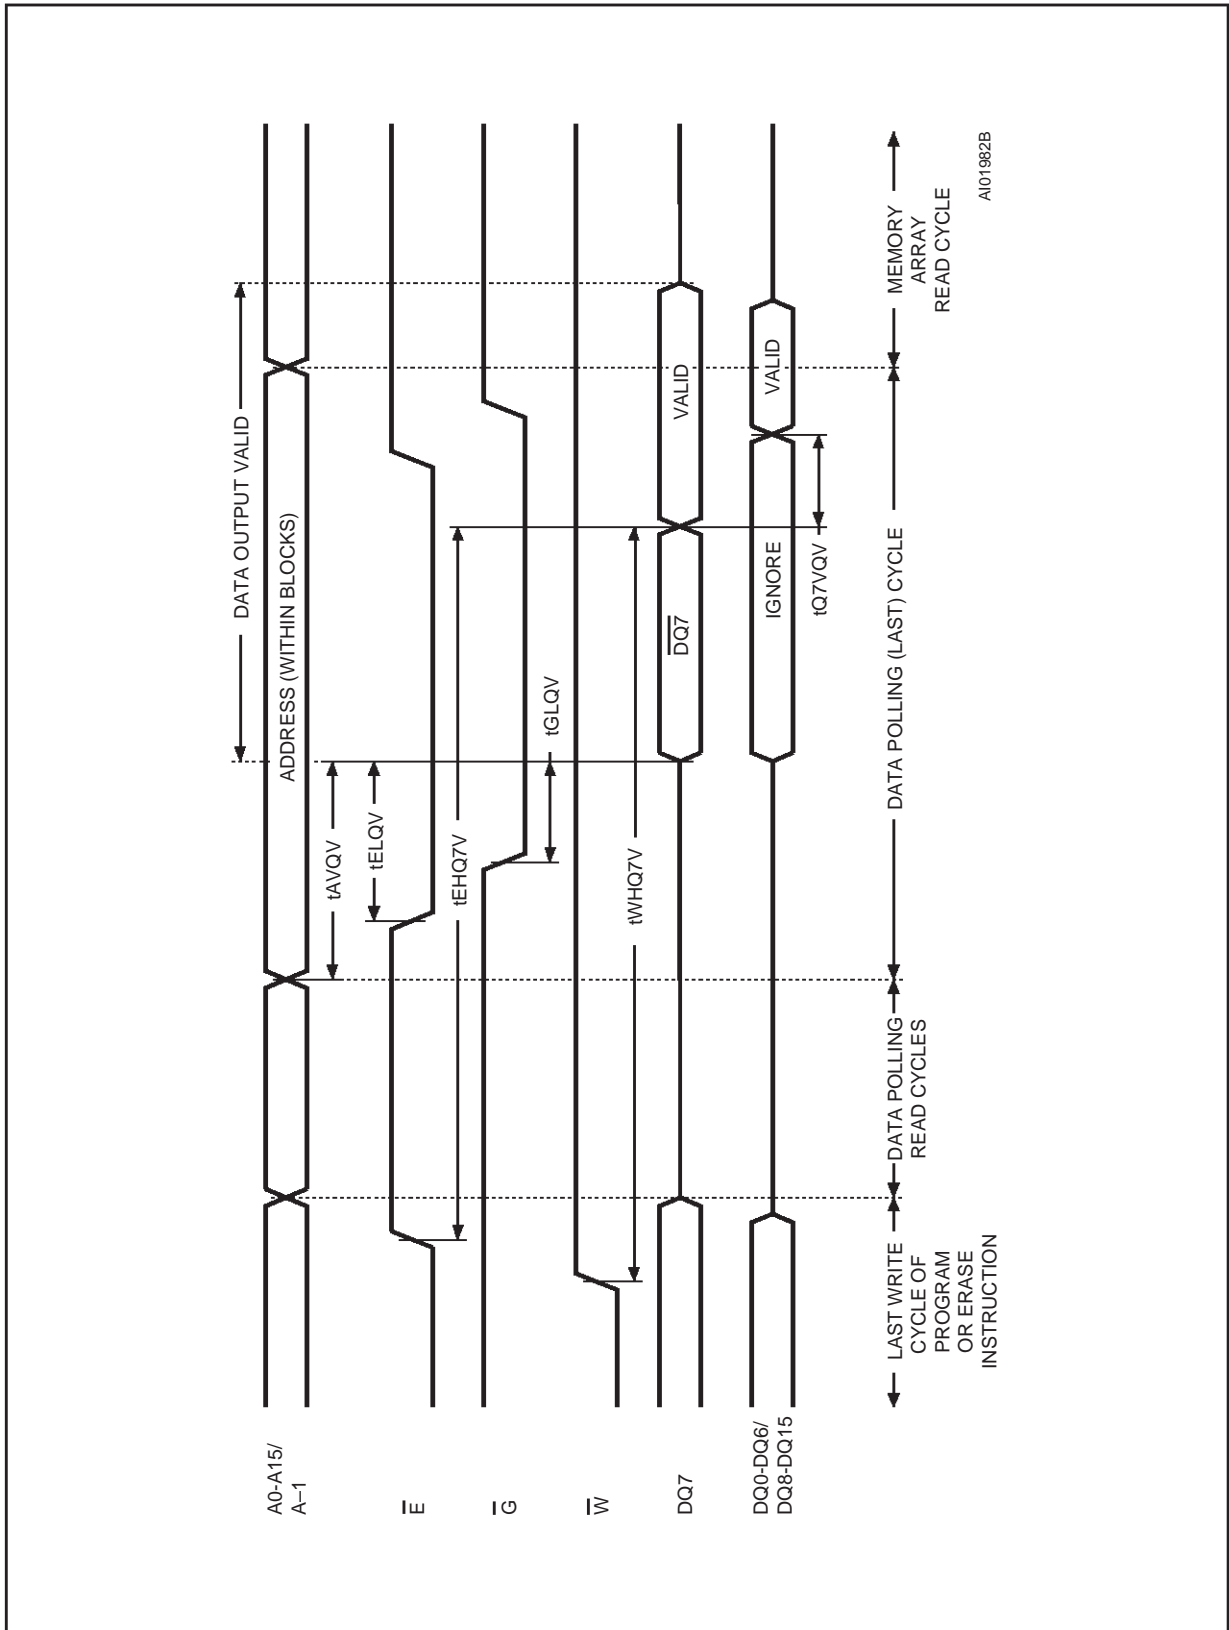 A0-A15/
A–1
E
G
W
DQ7
DQ0-DQ6/
DQ8-DQ15
DATA OUTPUT VALID
ADDRESS (WITHIN BLOCKS)
tAVQV
tELQV
tEHQ7V
tGLQV
tWHQ7V
DQ7
VALID
IGNORE
VALID
tQ7VQV
LAST WRITE
CYCLE OF
PROGRAM
OR ERASE
INSTRUCTION
DATA POLLING
READ CYCLES
DATA POLLING (LAST) CYCLE
MEMORY
ARRAY
READ CYCLE
AI01982B